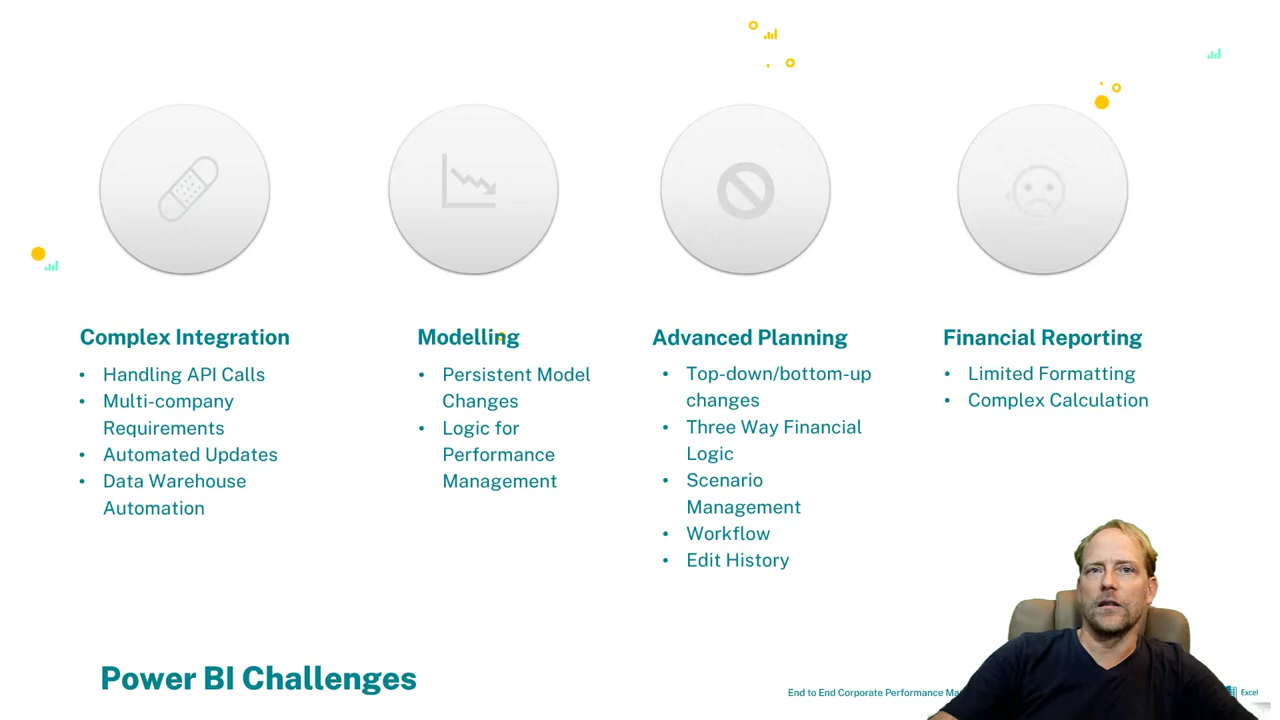 Complex Integration
• Handling API Calls
• Multi-company
Requirements
• Automated Updates
• Data Warehouse
Automation
Modelling
• Persistent Model
Changes
• Logic for
Performance
Management
Advanced Planning
• Top-down/bottom-up
changes
• Three Way Financial
Logic
• Scenario
Management
• Workflow
• Edit History
Financial Reporting
• Limited Formatting
• Complex Calculation
Power BI Challenges
End to End Corporate Performance
Excel